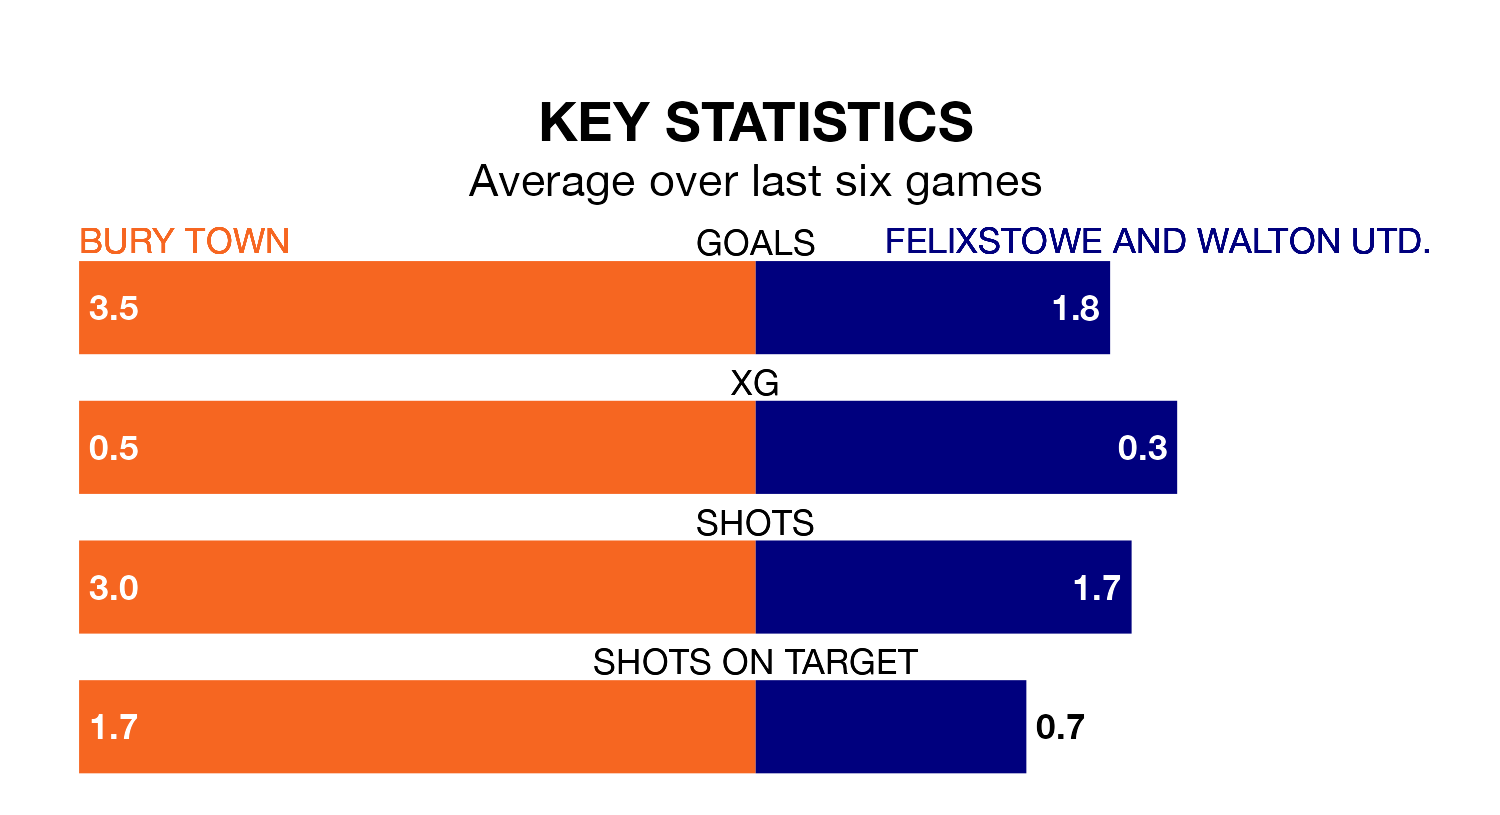 KEY STATISTICS
Average over last six games
BURY TOWN GOALS FELIXSTOWE AND WALTON UTD.
3.5 1.8
XG
0.5 0.3
SHOTS
3.0 1.7
SHOTS ON TARGET
1.7 0.7